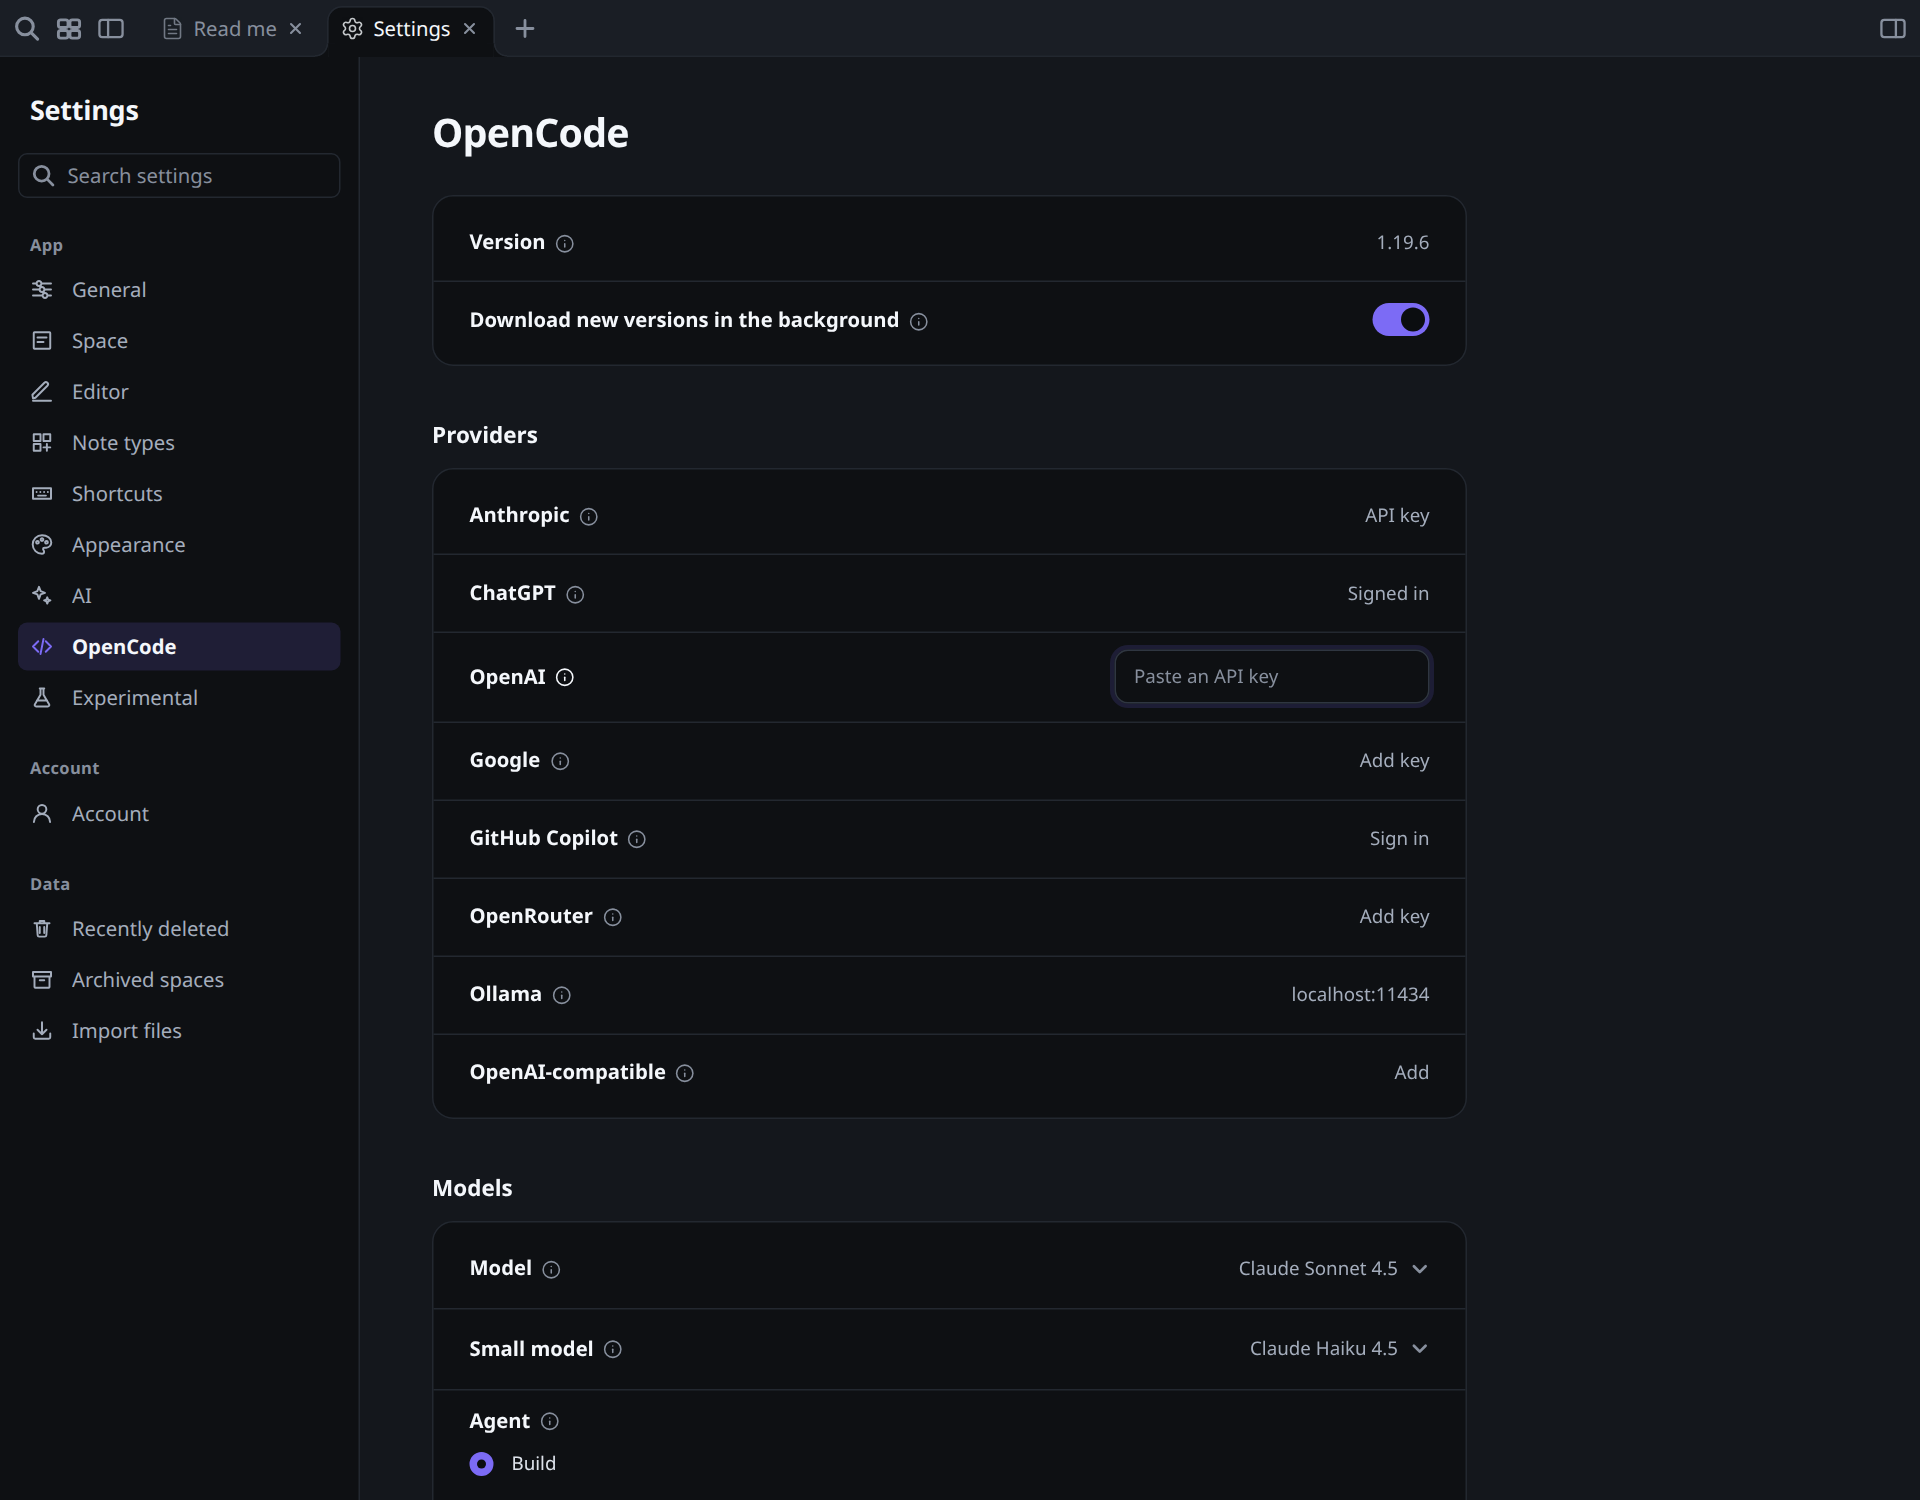 Read me
Settings
Settings
Search settings
App
General
Space
Editor
Note types
Shortcuts
Appearance
AI
OpenCode
Experimental
Account
Account
Data
Recently deleted
Archived spaces
Import files
OpenCode
Version 1.19.6
Download new versions in the background
Providers
Anthropic API key
ChatGPT Signed in
OpenAI Paste an API key
Google Add key
GitHub Copilot Sign in
OpenRouter Add key
Ollama localhost:11434
OpenAI-compatible Add
Models
Model Claude Sonnet 4.5
Small model Claude Haiku 4.5
Agent
Build